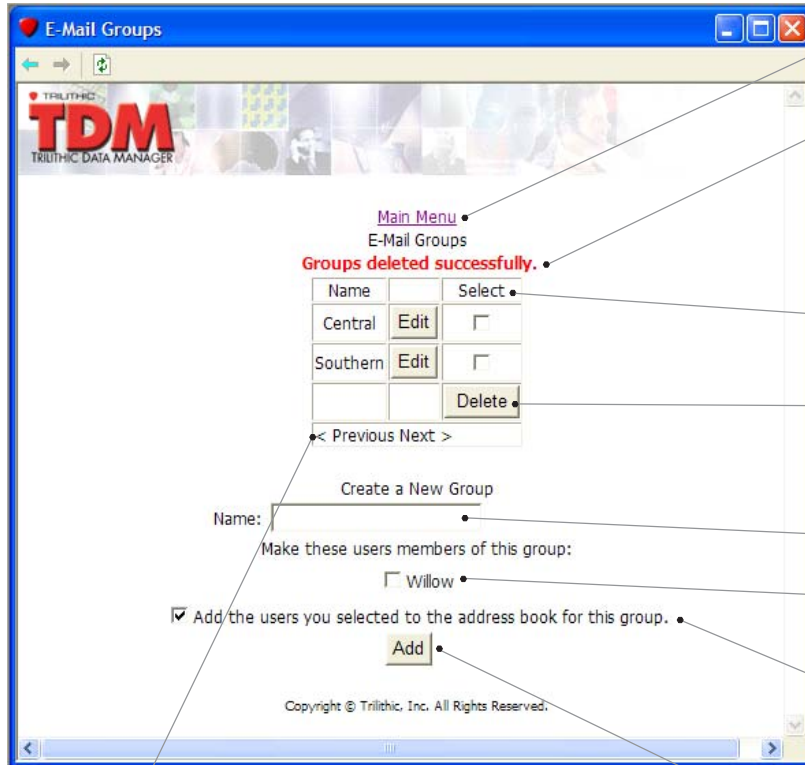 E-Mail Groups
TRILITHIC
TDM
TRILITHIC DATA MANAGER
Main Menu
E-Mail Groups
Groups deleted successfully.
Name Select
Central Edit
Southern Edit
Delete
< Previous Next >
Create a New Group
Name:
Make these users members of this group:
Willow
Add the users you selected to the address book for this group.
Add
Copyright © Trilithic, Inc. All Rights Reserved.